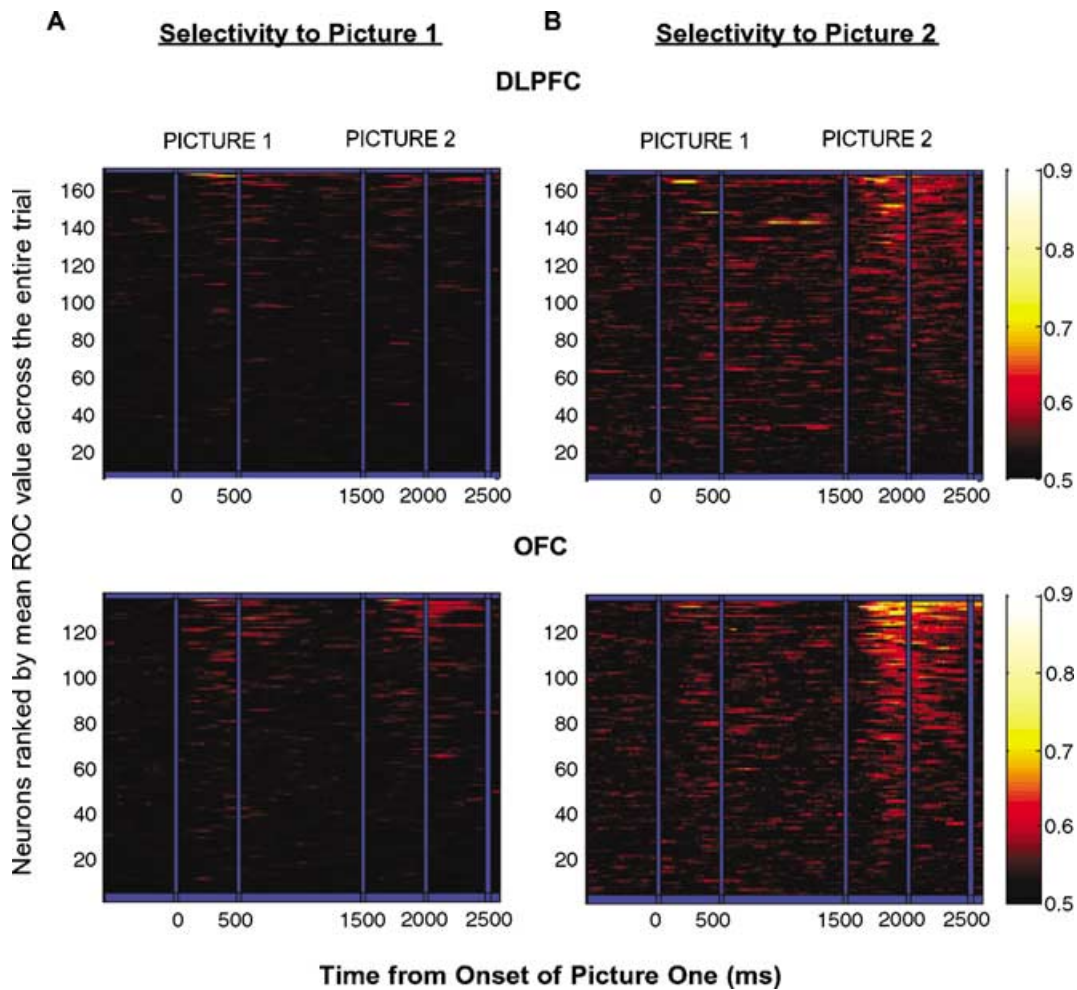 A
Selectivity to Picture 1
B
Selectivity to Picture 2
DLPFC
PICTURE 1
PICTURE 2
PICTURE 1
PICTURE 2
Neurons ranked by mean ROC value across the entire trial
160
140
120
100
80
60
40
20
0 500 1500 2000 2500
160
140
120
100
80
60
40
20
0 500 1500 2000 2500
0.9
0.8
0.7
0.6
0.5
OFC
120
100
80
60
40
20
0 500 1500 2000 2500
120
100
80
60
40
20
0 500 1500 2000 2500
0.9
0.8
0.7
0.6
0.5
Time from Onset of Picture One (ms)